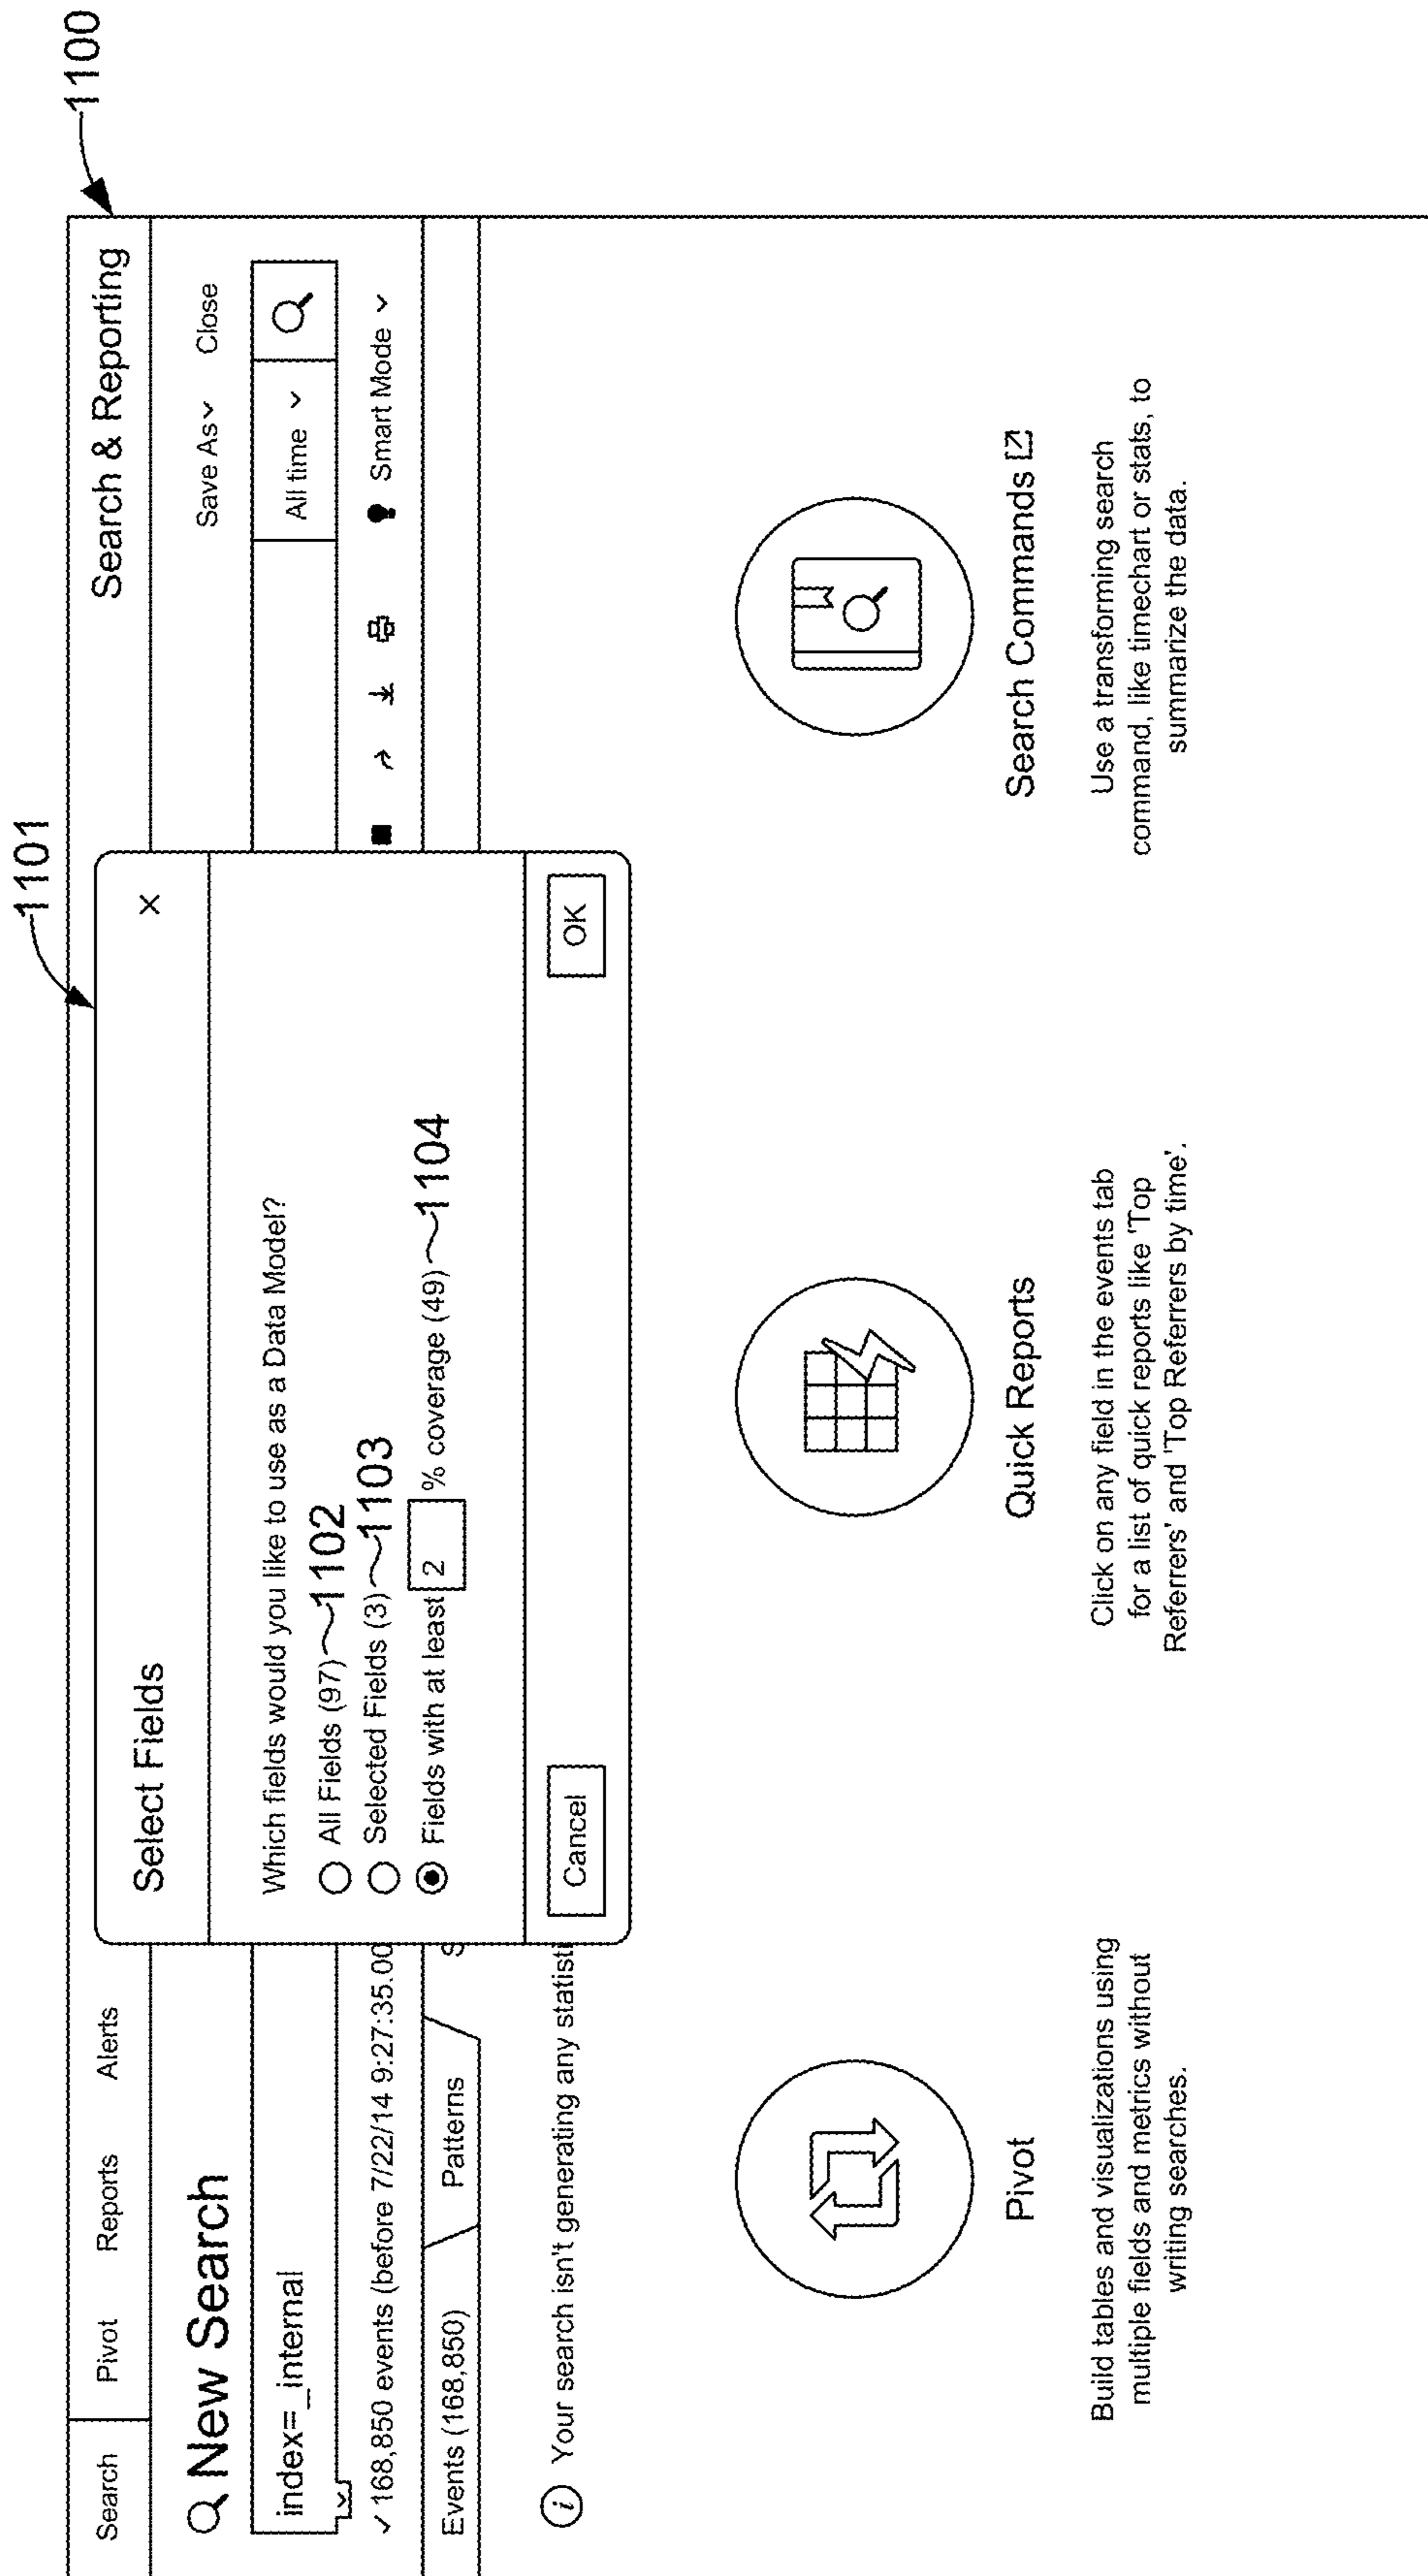 1100
1101
Search Pivot Reports Alerts Search & Reporting
New Search
Save As Close
index=_internal
All time
168,850 events (before 7/22/14 9:27:35.00
Smart Mode
Events (168,850) Patterns S
Your search isn't generating any statisti
Select Fields ×
Which fields would you like to use as a Data Model?
All Fields (97) 1102
Selected Fields (3) 1103
Fields with at least 2 % coverage (49) 1104
Cancel OK
Pivot
Build tables and visualizations using
multiple fields and metrics without
writing searches.
Quick Reports
Click on any field in the events tab
for a list of quick reports like 'Top
Referrers' and 'Top Referrers by time'.
Search Commands
Use a transforming search
command, like timechart or stats, to
summarize the data.